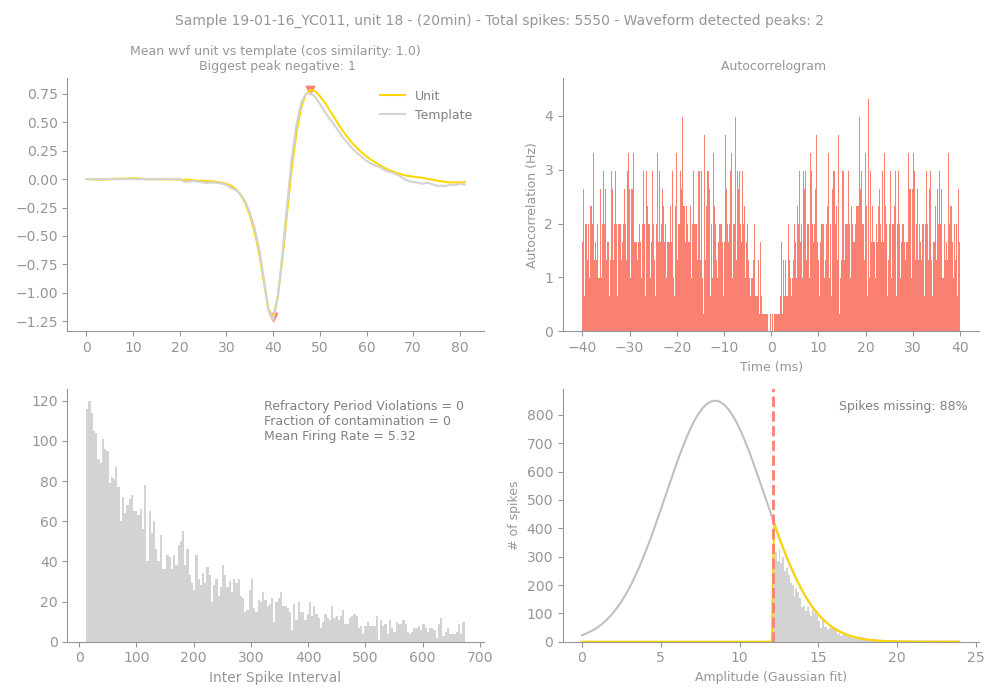 Sample 19-01-16_YC011, unit 18 - (20min) - Total spikes: 5550 - Waveform detected peaks: 2
Mean wvf unit vs template (cos similarity: 1.0)
Biggest peak negative: 1
0.75
0.50
0.25
0.00
−0.25
−0.50
−0.75
−1.00
−1.25
0 10 20 30 40 50 60 70 80
Unit
Template
Autocorrelogram
Autocorrelation (Hz)
4
3
2
1
0
−40 −30 −20 −10 0 10 20 30 40
Time (ms)
120
100
80
60
40
20
0
Refractory Period Violations = 0
Fraction of contamination = 0
Mean Firing Rate = 5.32
0 100 200 300 400 500 600 700
Inter Spike Interval
# of spikes
800
700
600
500
400
300
200
100
0
Spikes missing: 88%
0 5 10 15 20 25
Amplitude (Gaussian fit)